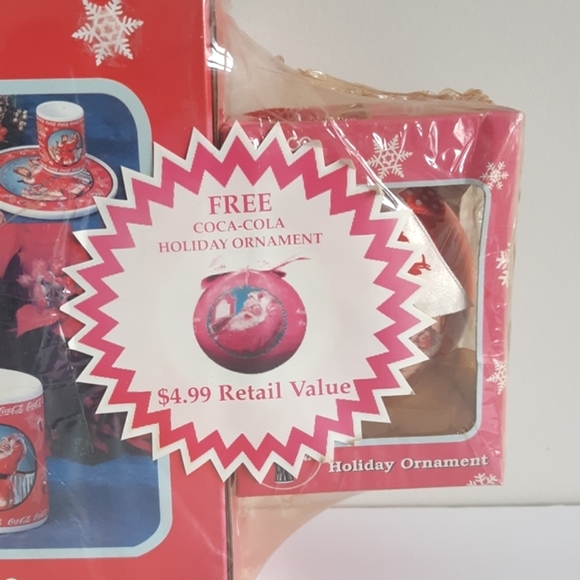 FREE
COCA-COLA
HOLIDAY ORNAMENT
$4.99 Retail Value
Holiday Ornament